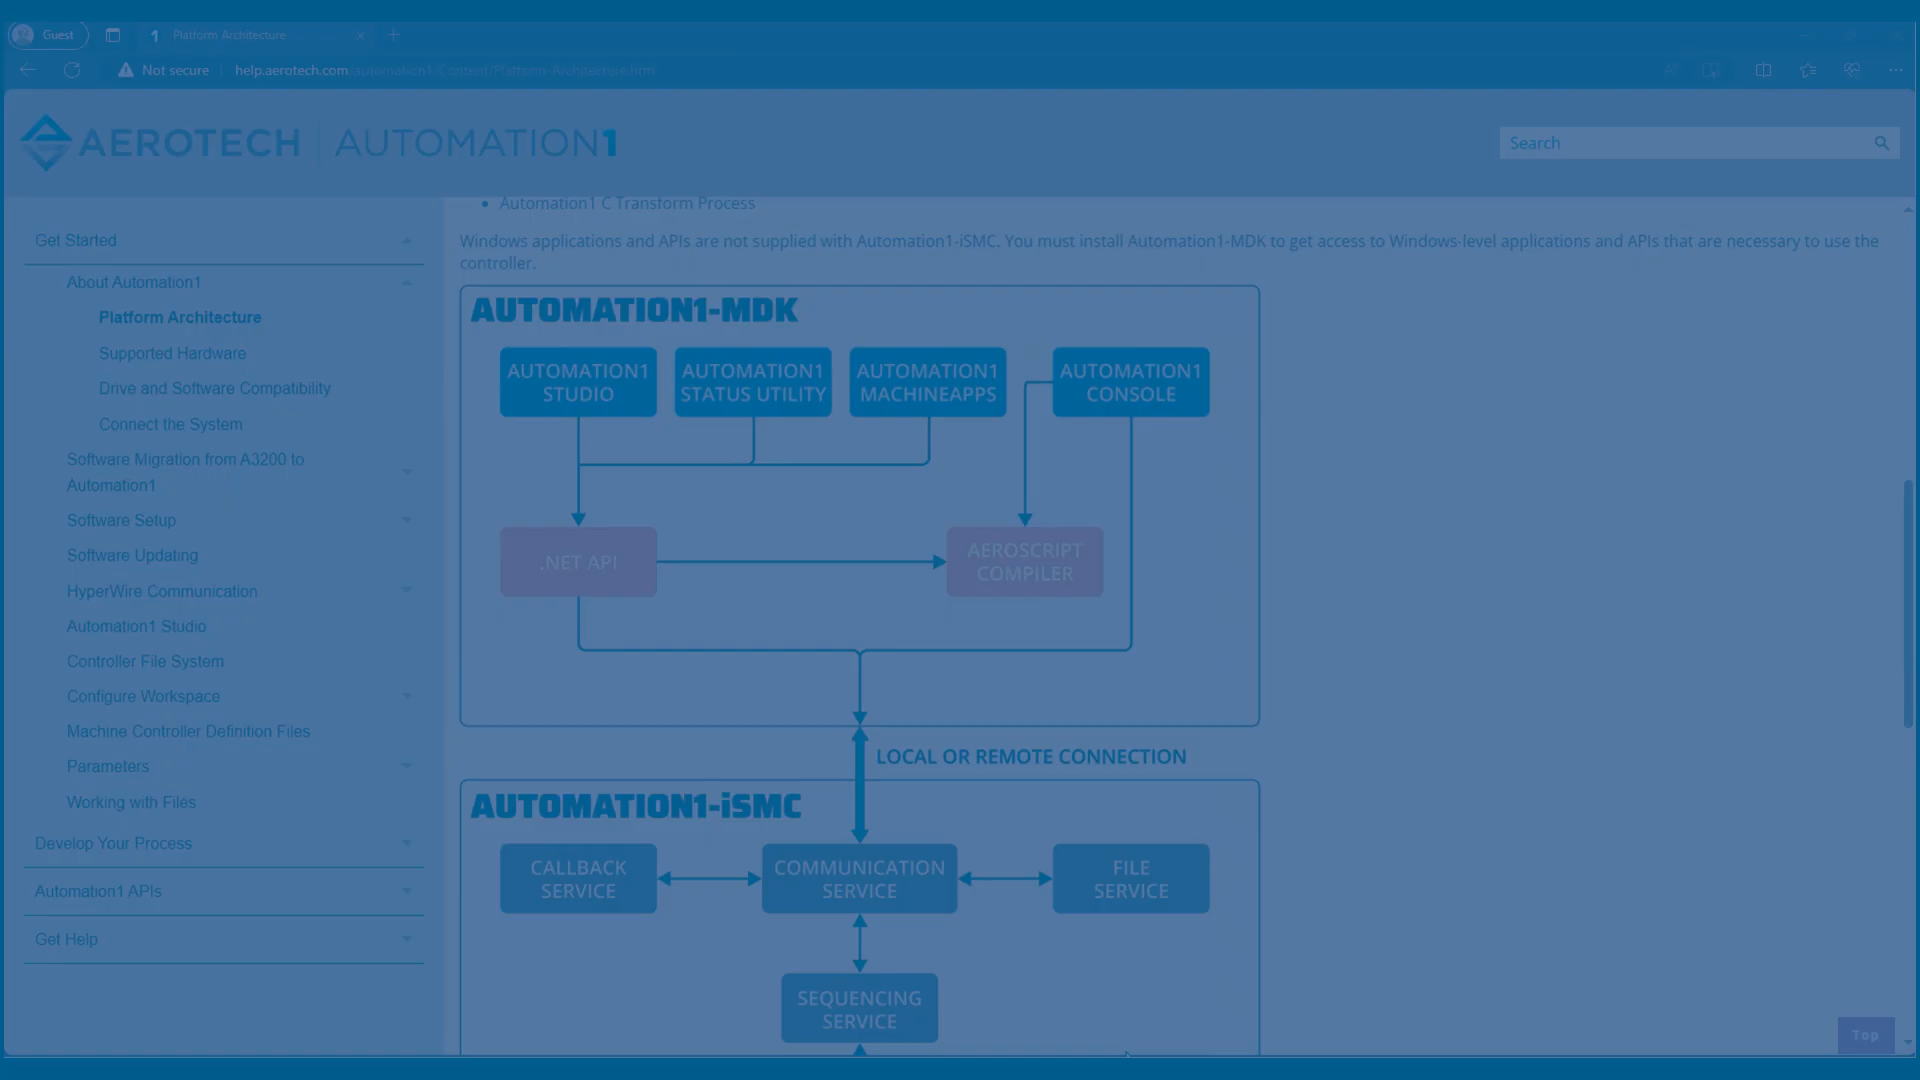 Guest
1 Platform Architecture
Not secure
help.aerotech.com/automation1/Content/Platform-Architecture.htm
AEROTECH | AUTOMATION1
Search
• Automation1 C Transform Process
Windows applications and APIs are not supplied with Automation1-iSMC. You must install Automation1-MDK to get access to Windows-level applications and APIs that are necessary to use the
controller.
Get Started
About Automation1
Platform Architecture
Supported Hardware
Drive and Software Compatibility
Connect the System
Software Migration from A3200 to
Automation1
Software Setup
Software Updating
HyperWire Communication
Automation1 Studio
Controller File System
Configure Workspace
Machine Controller Definition Files
Parameters
Working with Files
Develop Your Process
Automation1 APIs
Get Help
AUTOMATION1-MDK
AUTOMATION1
STUDIO
AUTOMATION1
STATUS UTILITY
AUTOMATION1
MACHINEAPPS
AUTOMATION1
CONSOLE
.NET API
AEROSCRIPT
COMPILER
LOCAL OR REMOTE CONNECTION
AUTOMATION1-iSMC
CALLBACK
SERVICE
COMMUNICATION
SERVICE
FILE
SERVICE
SEQUENCING
SERVICE
Top